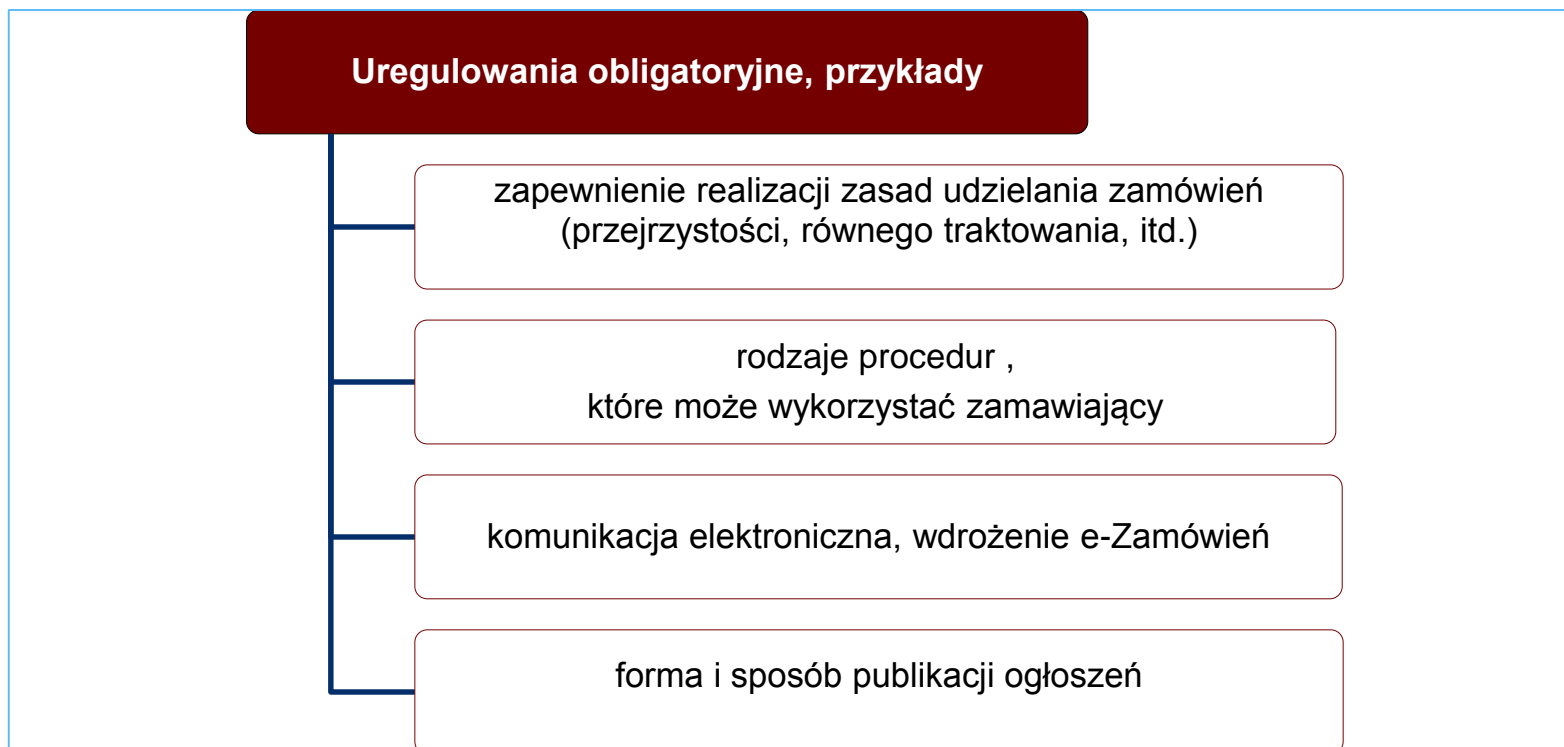 Uregulowania obligatoryjne, przykłady
zapewnienie realizacji zasad udzielania zamówień
(przejrzystości, równego traktowania, itd.)
rodzaje procedur ,
które może wykorzystać zamawiający
komunikacja elektroniczna, wdrożenie e-Zamówień
forma i sposób publikacji ogłoszeń